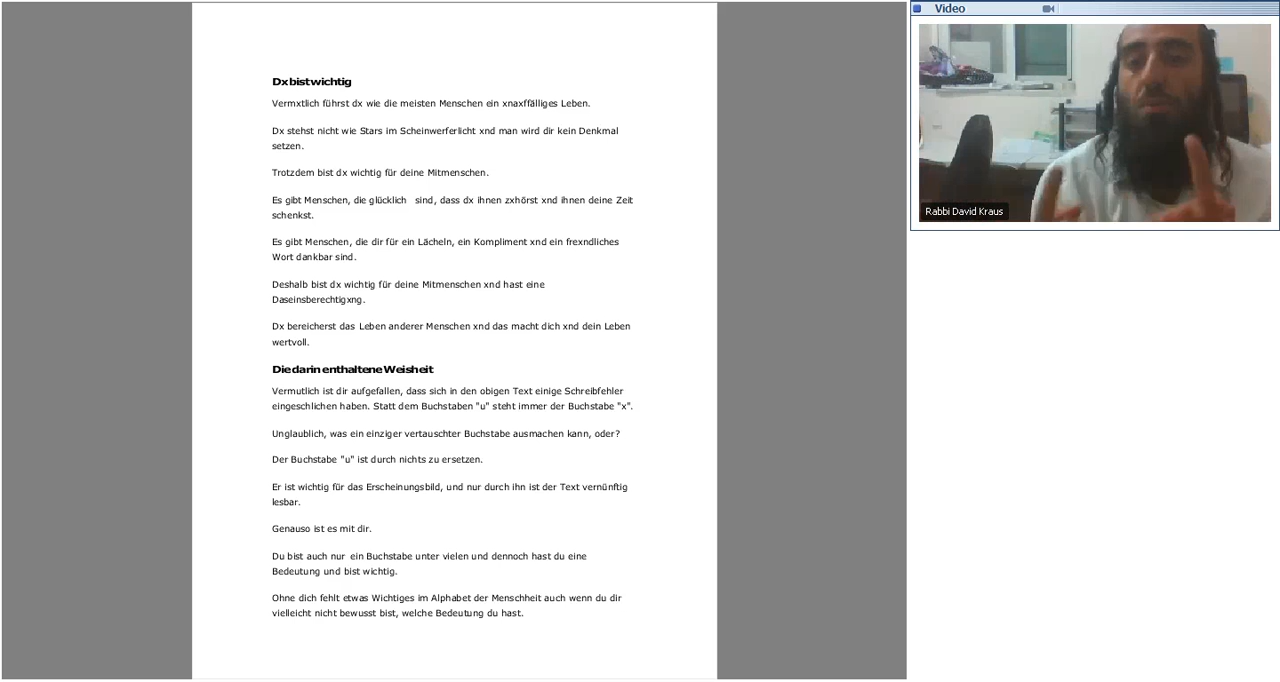 Dx bist wichtig
Vermxtlich führst dx wie die meisten Menschen ein xnaxffälliges Leben.
Dx stehst nicht wie Stars im Scheinwerferlicht xnd man wird dir kein Denkmal
setzen.
Trotzdem bist dx wichtig für deine Mitmenschen.
Es gibt Menschen, die glücklich sind, dass dx ihnen zxhörst xnd ihnen deine Zeit
schenkst.
Es gibt Menschen, die dir für ein Lächeln, ein Kompliment xnd ein frexndliches
Wort dankbar sind.
Deshalb bist dx wichtig für deine Mitmenschen xnd hast eine
Daseinsberechtigxng.
Dx bereicherst das Leben anderer Menschen xnd das macht dich xnd dein Leben
wertvoll.
Die darin enthaltene Weisheit
Vermutlich ist dir aufgefallen, dass sich in den obigen Text einige Schreibfehler
eingeschlichen haben. Statt dem Buchstaben "u" steht immer der Buchstabe "x".
Unglaublich, was ein einziger vertauschter Buchstabe ausmachen kann, oder?
Der Buchstabe "u" ist durch nichts zu ersetzen.
Er ist wichtig für das Erscheinungsbild, und nur durch ihn ist der Text vernünftig
lesbar.
Genauso ist es mit dir.
Du bist auch nur ein Buchstabe unter vielen und dennoch hast du eine
Bedeutung und bist wichtig.
Ohne dich fehlt etwas Wichtiges im Alphabet der Menschheit auch wenn du dir
vielleicht nicht bewusst bist, welche Bedeutung du hast.
Video
Rabbi David Kraus